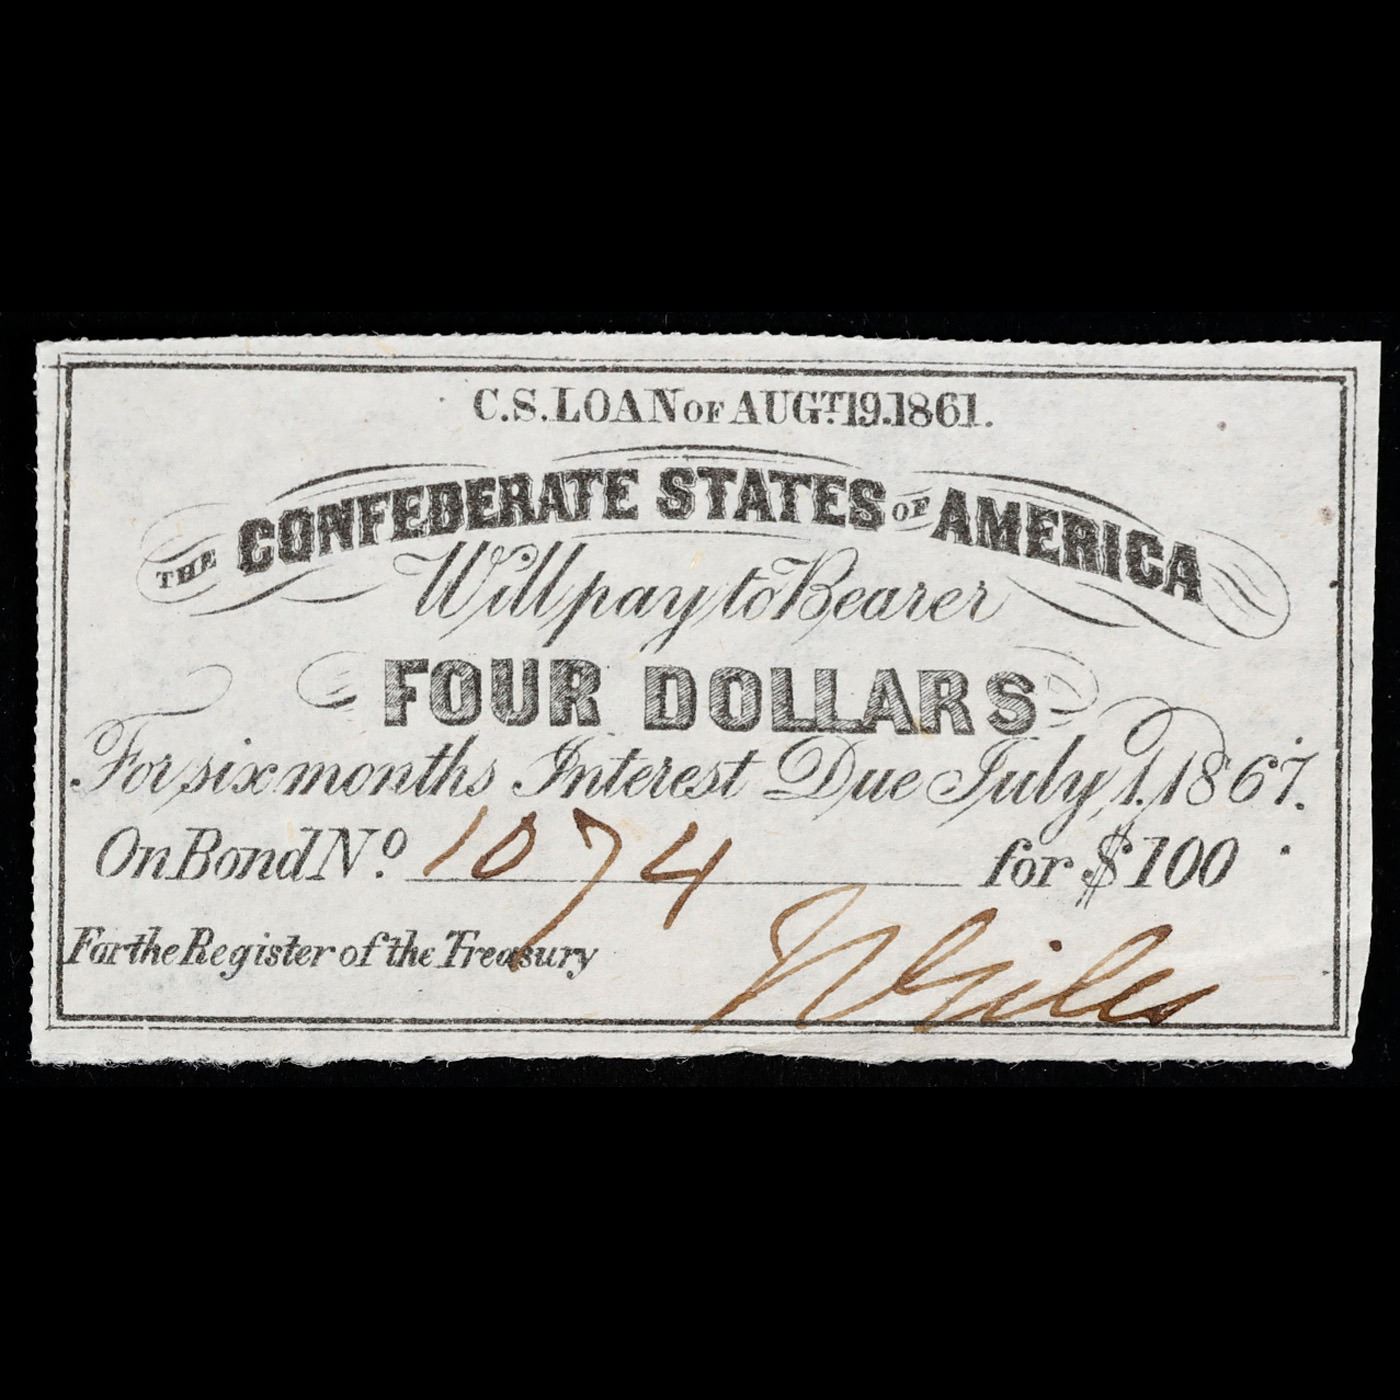 C.S. LOAN OF AUGT. 19. 1861.
THE CONFEDERATE STATES OF AMERICA
Will pay to Bearer
FOUR DOLLARS
For six months Interest Due July 1. 1867.
On Bond No. 1074 for $100
For the Register of the Treasury